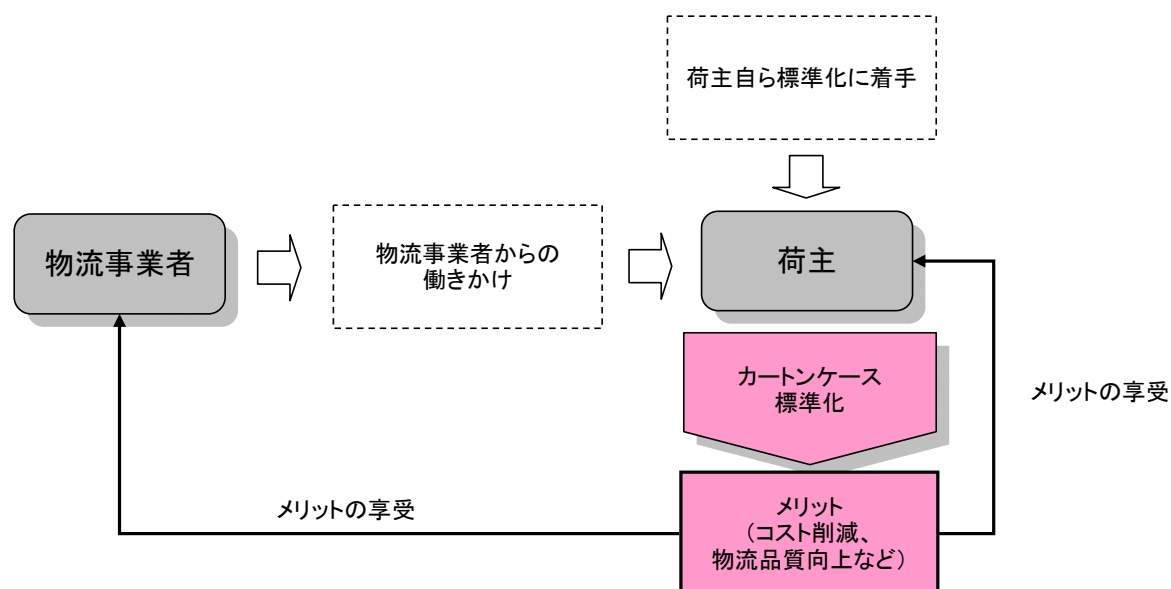 荷主自ら標準化に着手
物流事業者
物流事業者からの
働きかけ
荷主
カートンケース
標準化
メリットの享受
メリットの享受
メリット
（コスト削減、
物流品質向上など）